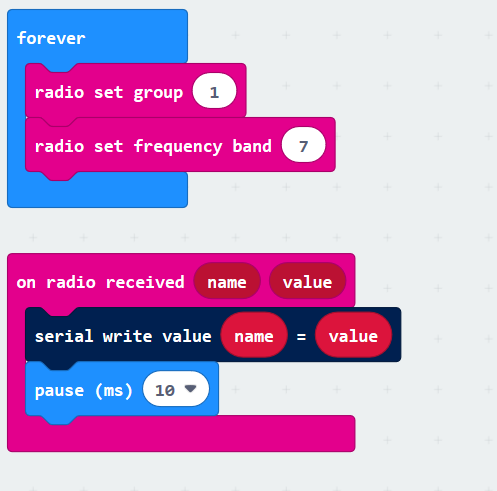 forever
radio set group 1
radio set frequency band 7
on radio received name value
serial write value name = value
pause (ms) 10